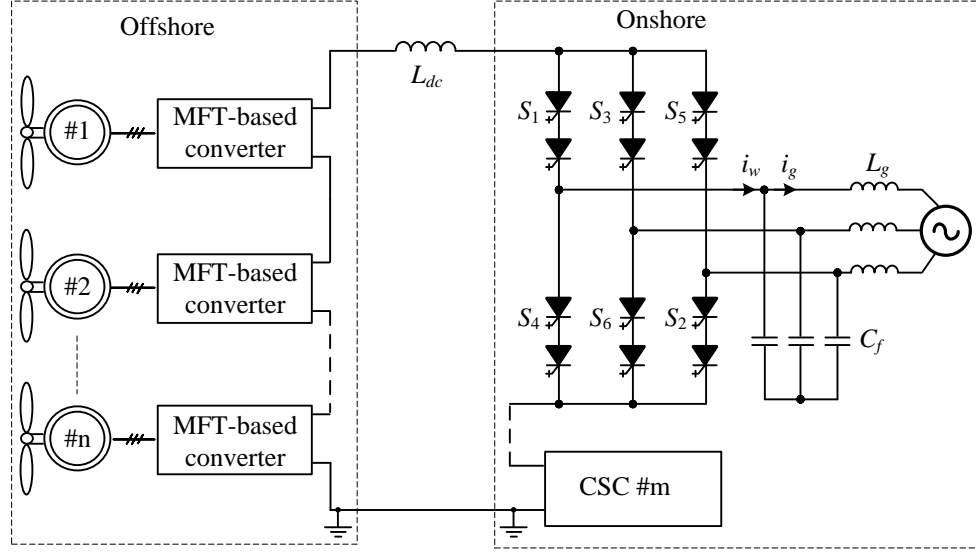 Offshore
Onshore
L_dc
#1
MFT-based
converter
S_1
S_3
S_5
i_w
i_g
L_g
#2
MFT-based
converter
S_4
S_6
S_2
C_f
#n
MFT-based
converter
CSC #m